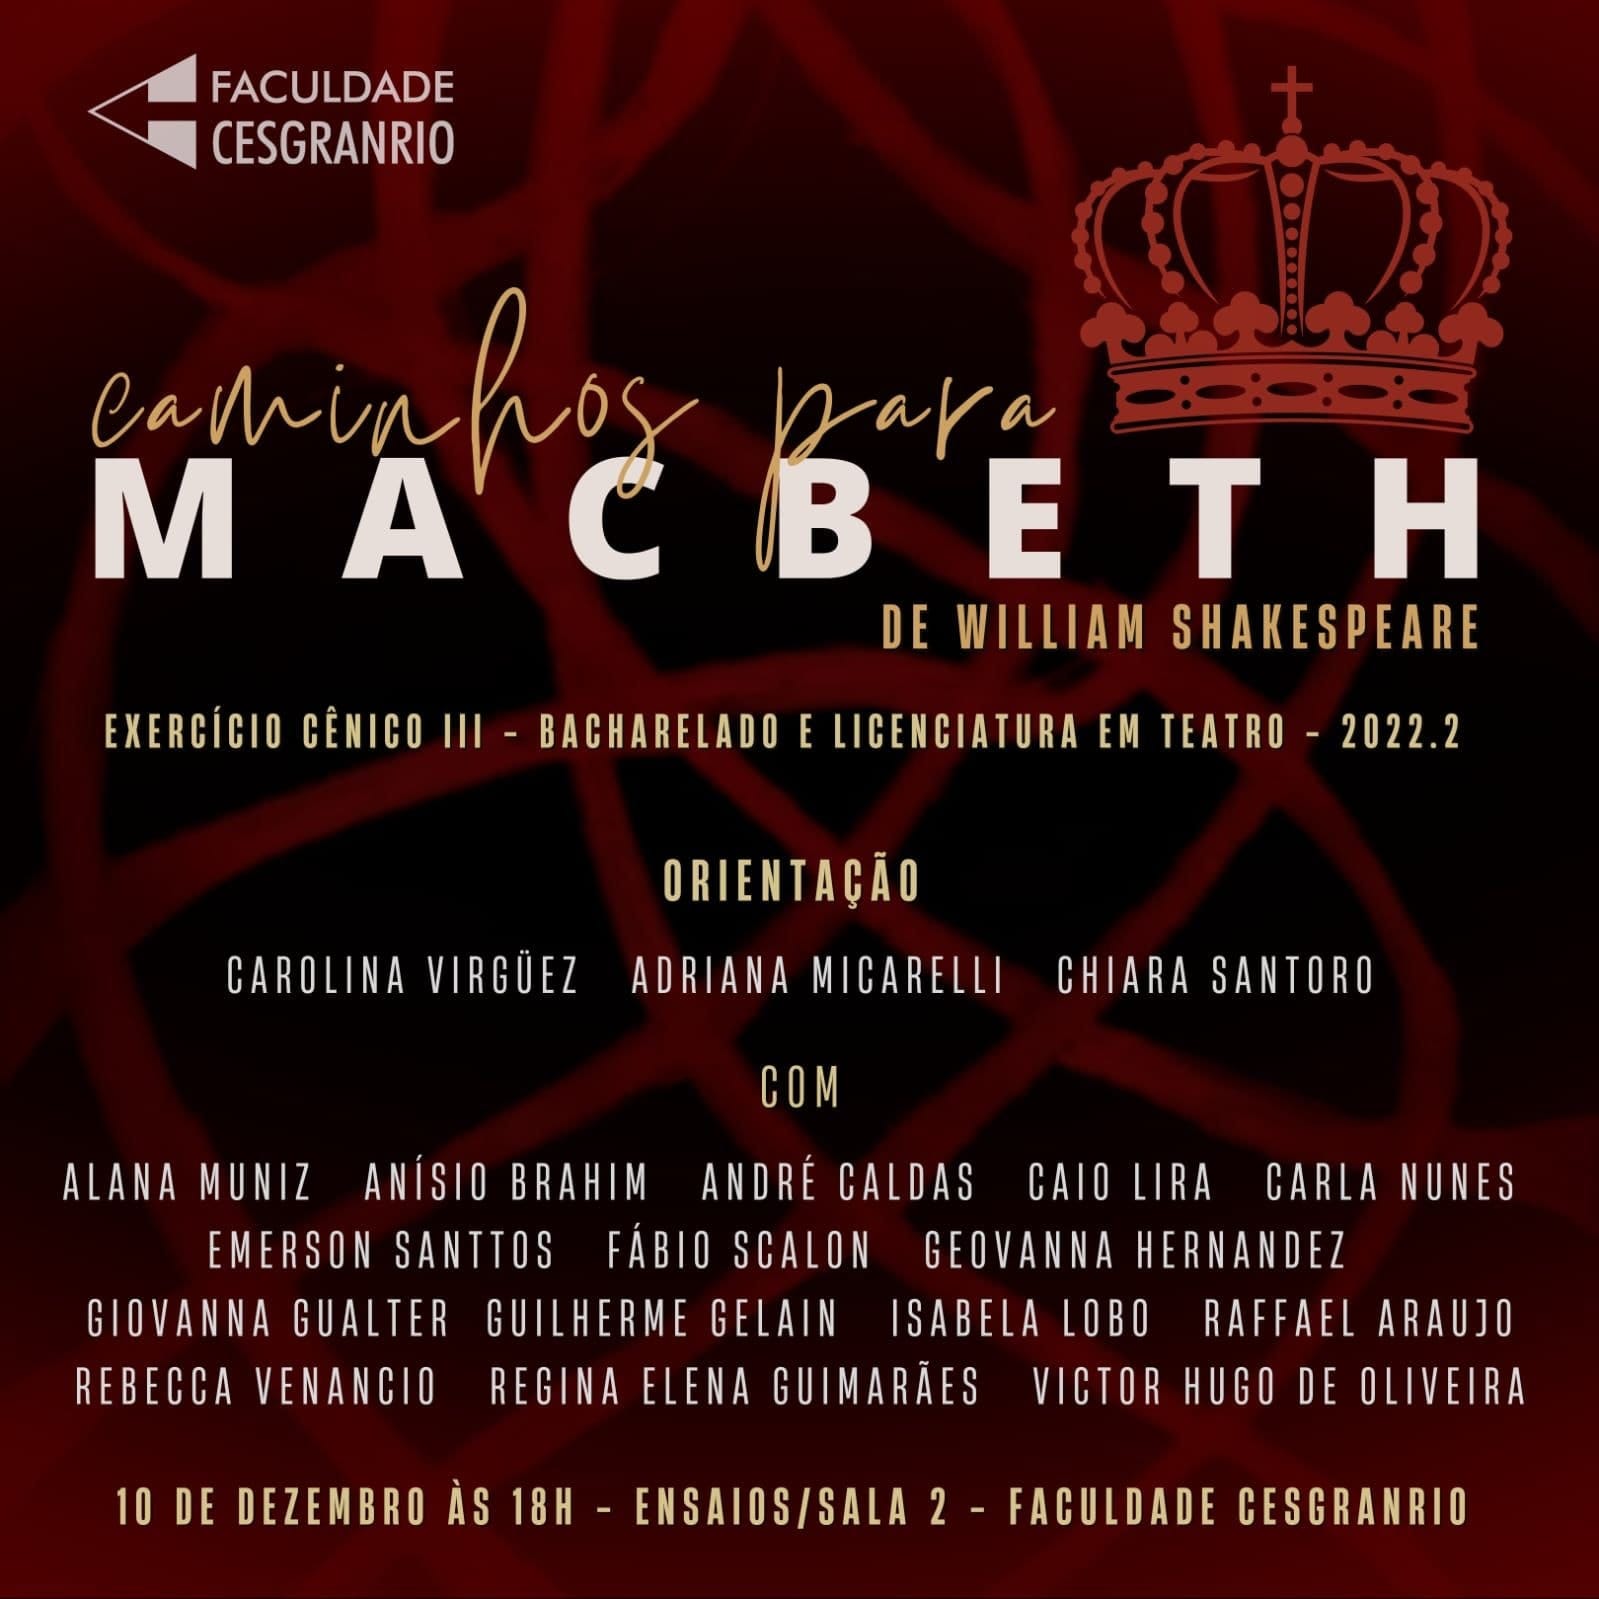 FACULDADE
CESGRANRIO
caminhos para
MACBETH
DE WILLIAM SHAKESPEARE
EXERCÍCIO CÊNICO III - BACHARELADO E LICENCIATURA EM TEATRO - 2022.2
ORIENTAÇÃO
CAROLINA VIRGÜEZ ADRIANA MICARELLI CHIARA SANTORO
COM
ALANA MUNIZ ANÍSIO BRAHIM ANDRÉ CALDAS CAIO LIRA CARLA NUNES
EMERSON SANTTOS FÁBIO SCALON GEOVANNA HERNANDEZ
GIOVANNA GUALTER GUILHERME GELAIN ISABELA LOBO RAFFAEL ARAUJO
REBECCA VENANCIO REGINA ELENA GUIMARÃES VICTOR HUGO DE OLIVEIRA
10 DE DEZEMBRO ÀS 18H - ENSAIOS/SALA 2 - FACULDADE CESGRANRIO